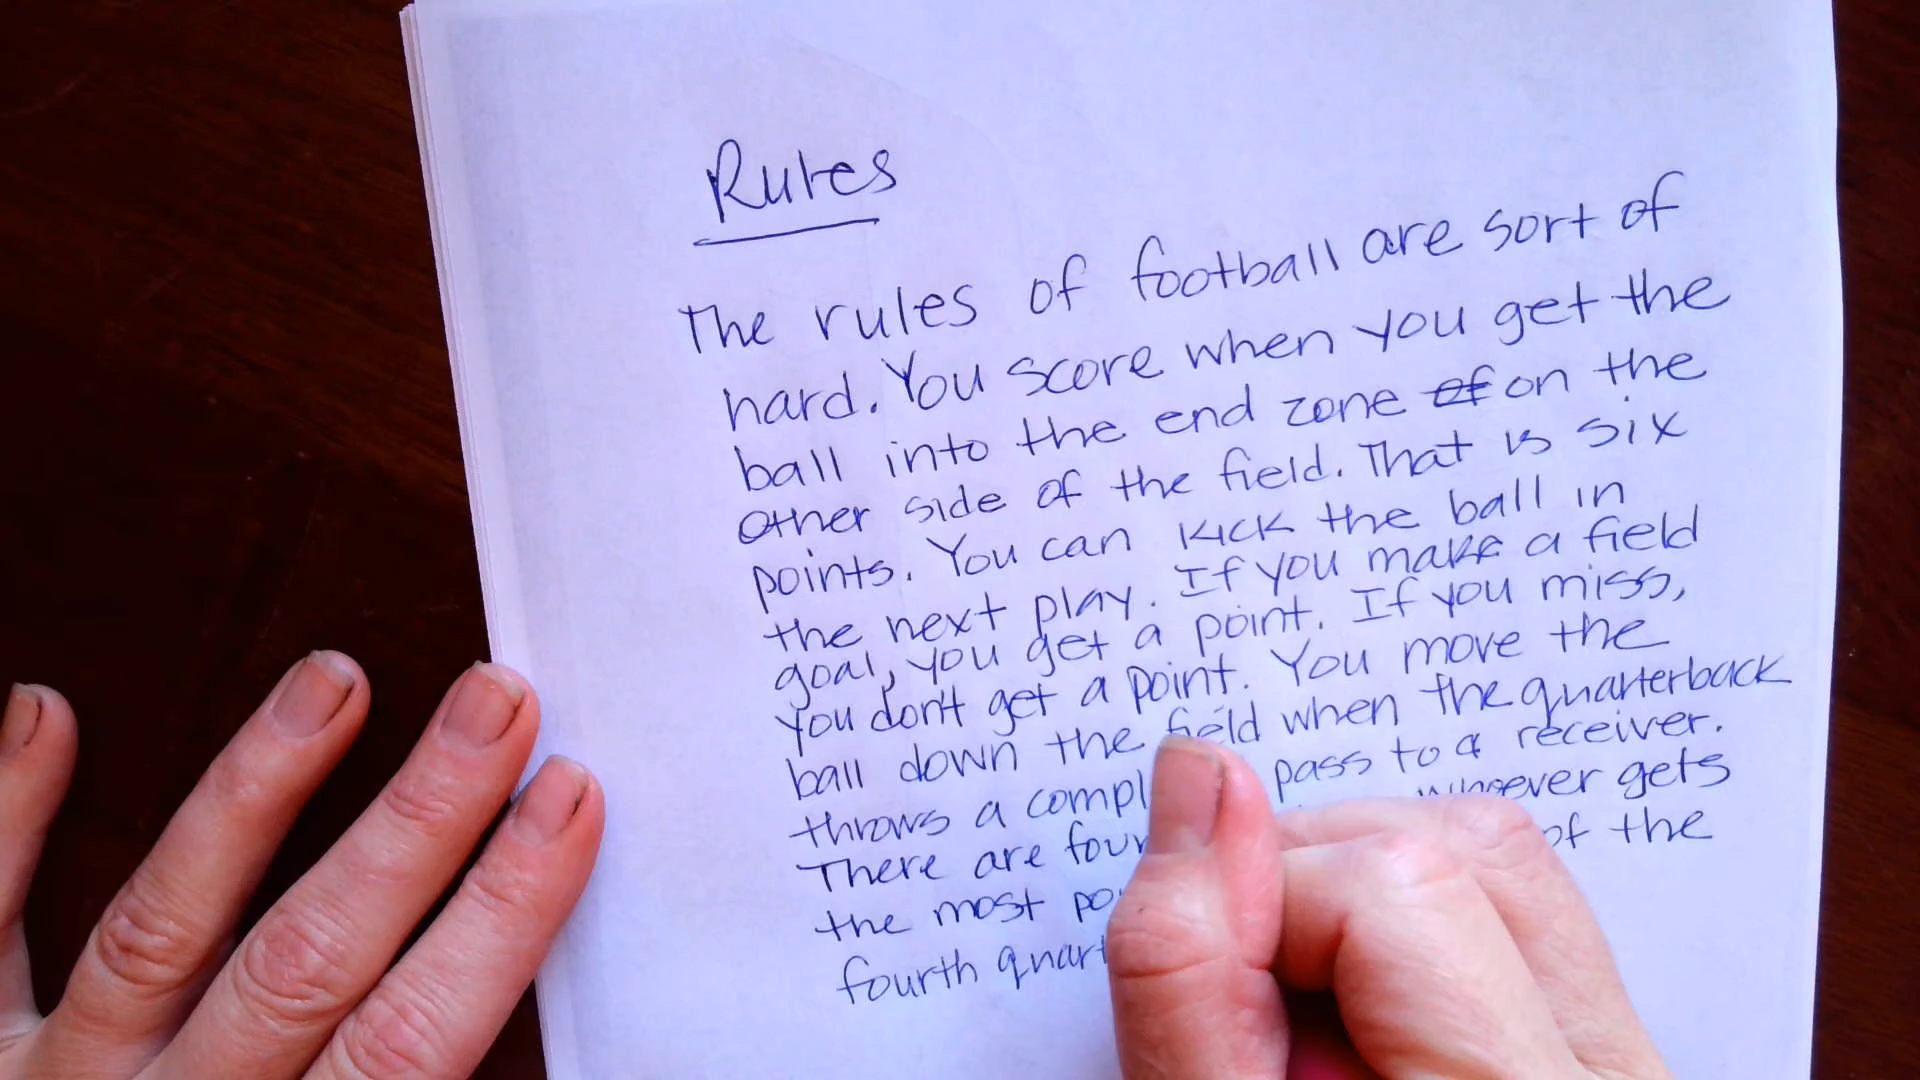 Rules
The rules of football are sort of
hard. You score when you get the
ball into the end zone of on the
other side of the field. That is six
points. You can kick the ball in
the next play. If you make a field
goal, you get a point. If you miss,
you don't get a point. You move the
ball down the field when the quarterback
throws a pass to a receiver.
There are four whoever gets
the most of the
fourth